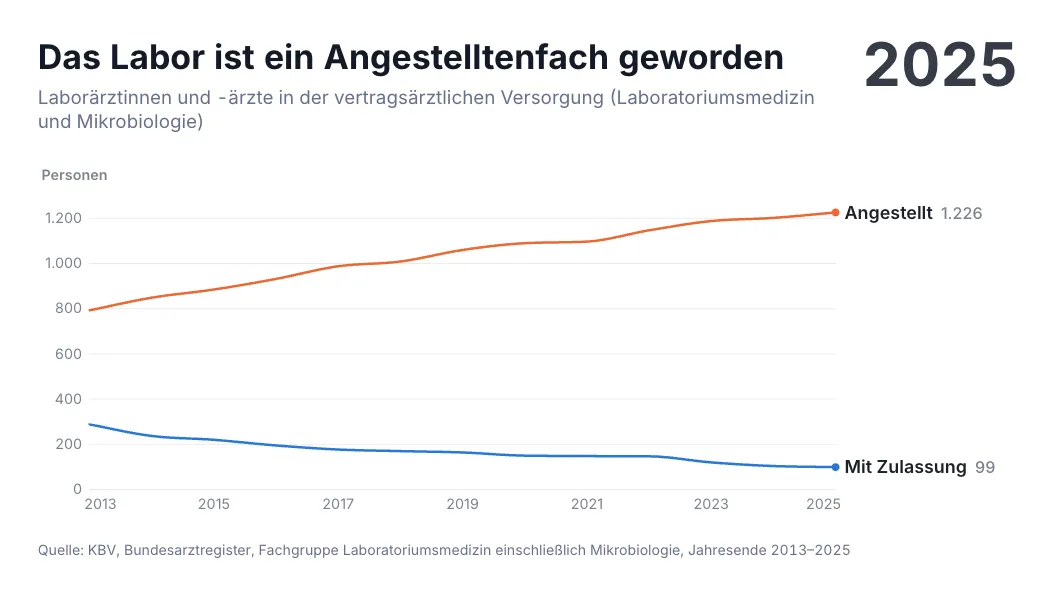 Das Labor ist ein Angestelltenfach geworden
2025
Laborärztinnen und -ärzte in der vertragsärztlichen Versorgung (Laboratoriumsmedizin
und Mikrobiologie)
Personen
1.200
1.000
800
600
400
200
0
Angestellt 1.226
Mit Zulassung 99
2013
2015
2017
2019
2021
2023
2025
Quelle: KBV, Bundesarztregister, Fachgruppe Laboratoriumsmedizin einschließlich Mikrobiologie, Jahresende 2013–2025